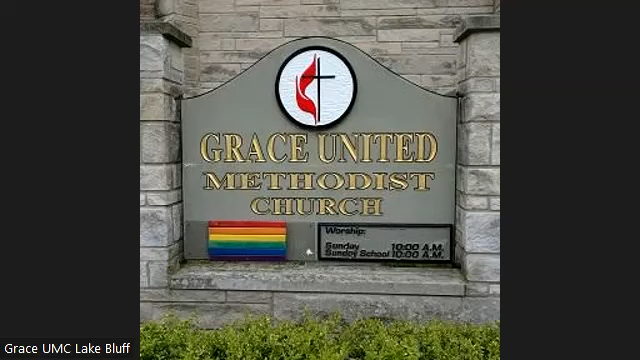 GRACE UNITED
METHODIST
CHURCH
Worship:
Sunday 10:00 A.M.
Sunday School 10:00 A.M.
Grace UMC Lake Bluff